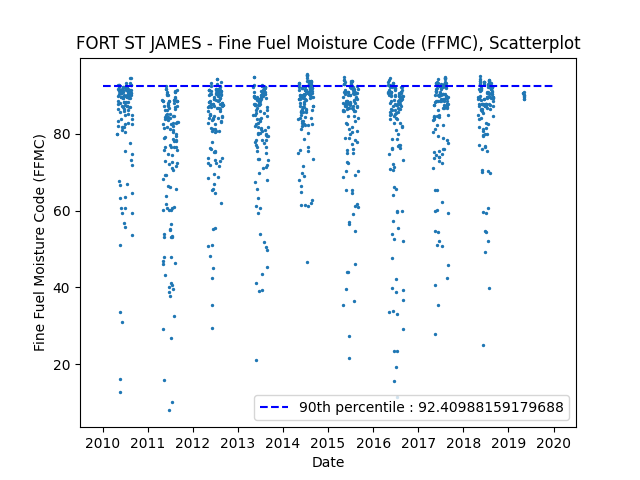 FORT ST JAMES - Fine Fuel Moisture Code (FFMC), Scatterplot
Fine Fuel Moisture Code (FFMC)
80
60
40
20
90th percentile : 92.40988159179688
2010 2011 2012 2013 2014 2015 2016 2017 2018 2019 2020
Date